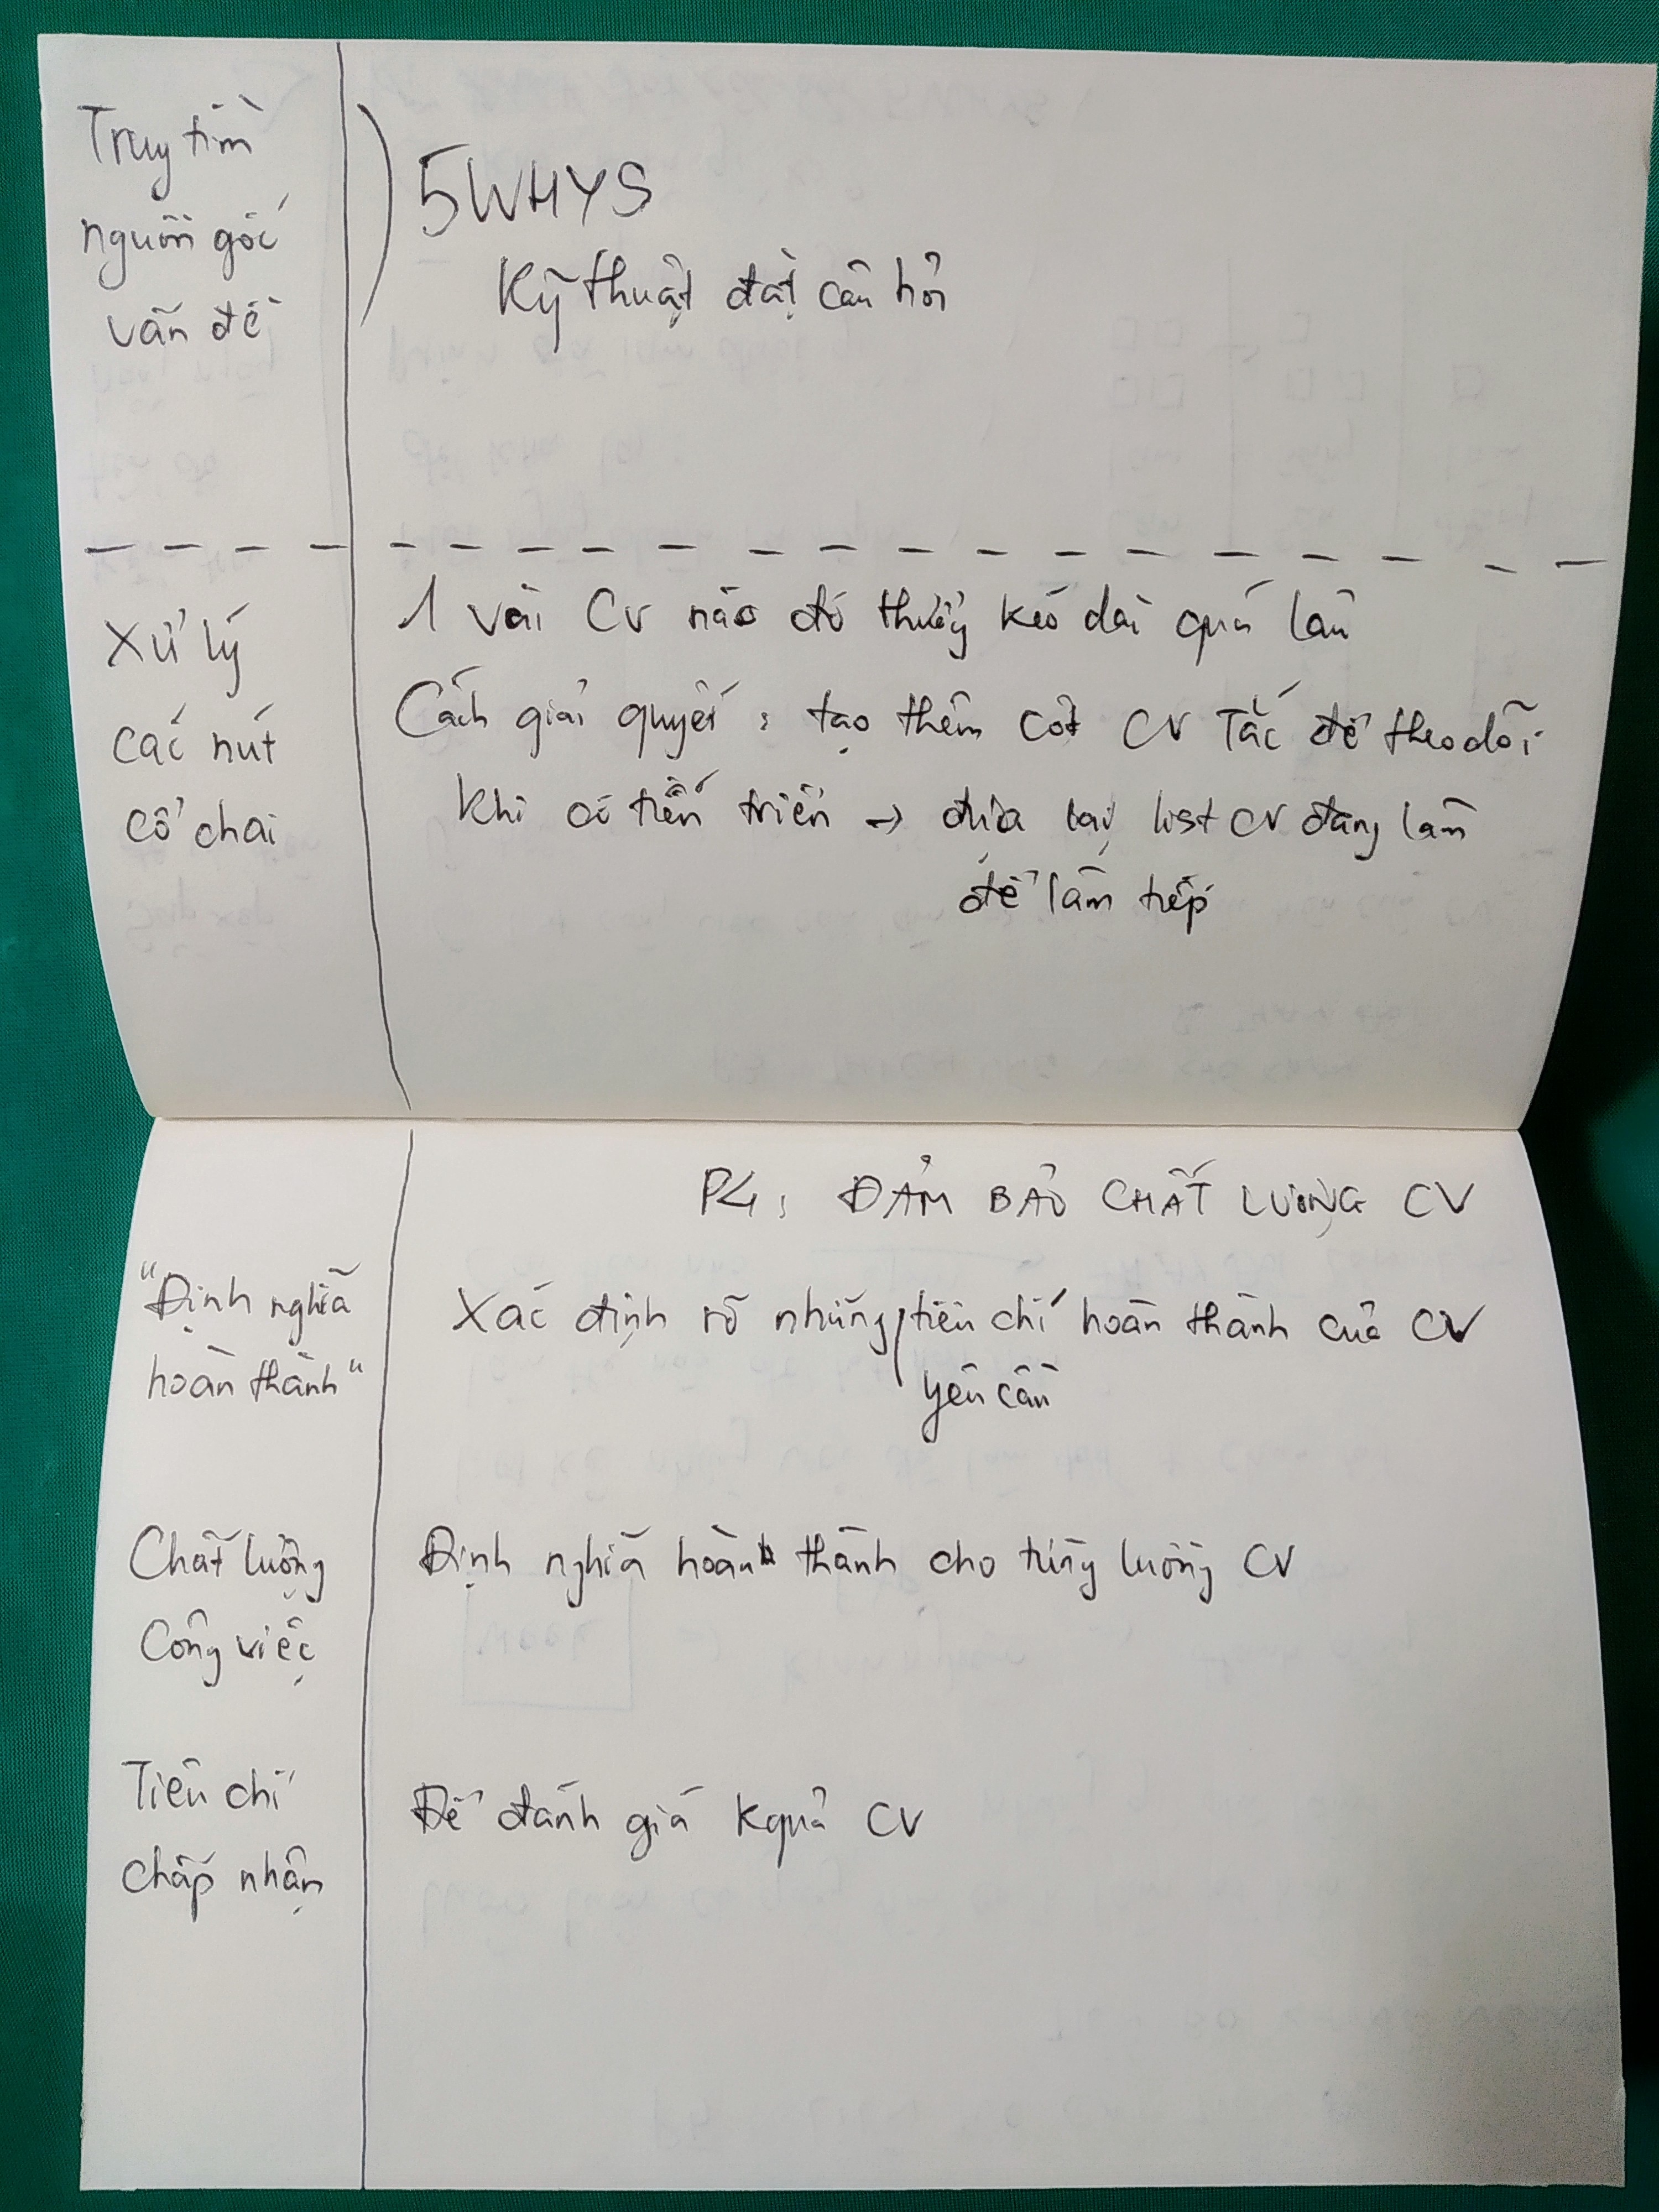 Truy tìm
nguồn gốc
vấn đề
5WHYS
Kỹ thuật đặt câu hỏi
Xử lý
các nút
cổ chai
1 vài CV nào đó thường kéo dài quá lâu
Cách giải quyết : tạo thêm cột CV Tắc để theo dõi
Khi có tiến triển → đưa lại list CV đang làm
để làm tiếp
P4: ĐẢM BẢO CHẤT LƯỢNG CV
"Định nghĩa
hoàn thành"
Xác định rõ những/tiêu chí hoàn thành của CV
yêu cầu
Chất lượng
Công việc
Định nghĩa hoàn thành cho từng luồng CV
Tiêu chí
chấp nhận
Để đánh giá Kquả CV